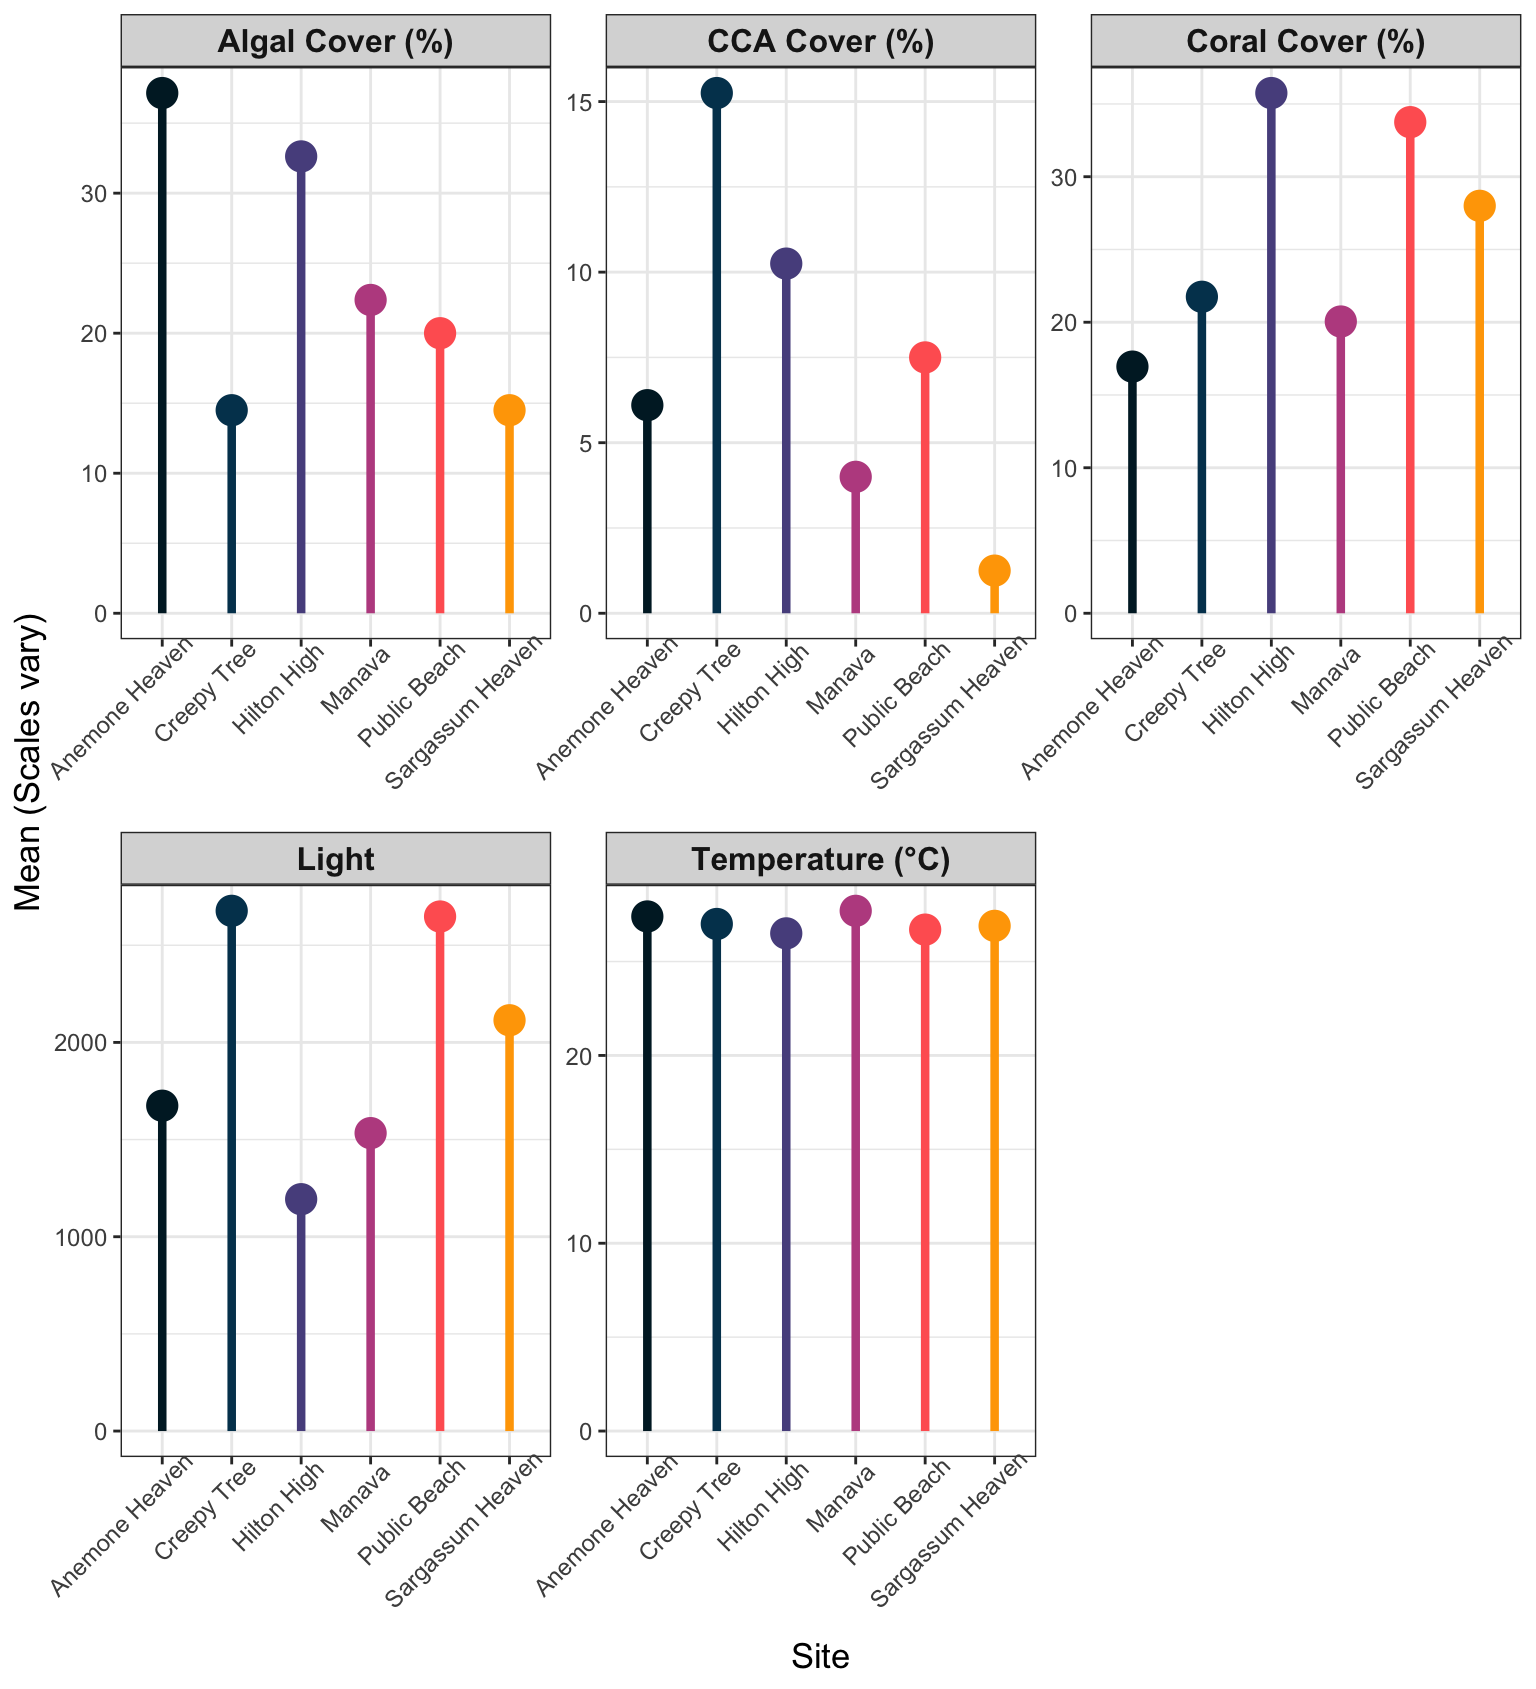 Algal Cover (%)
CCA Cover (%)
Coral Cover (%)
30
20
10
0
15
10
5
0
30
20
10
0
Anemone Heaven
Creepy Tree
Hilton High
Manava
Public Beach
Sargassum Heaven
Anemone Heaven
Creepy Tree
Hilton High
Manava
Public Beach
Sargassum Heaven
Anemone Heaven
Creepy Tree
Hilton High
Manava
Public Beach
Sargassum Heaven
Mean (Scales vary)
Light
Temperature (°C)
2000
1000
0
20
10
0
Anemone Heaven
Creepy Tree
Hilton High
Manava
Public Beach
Sargassum Heaven
Anemone Heaven
Creepy Tree
Hilton High
Manava
Public Beach
Sargassum Heaven
Site